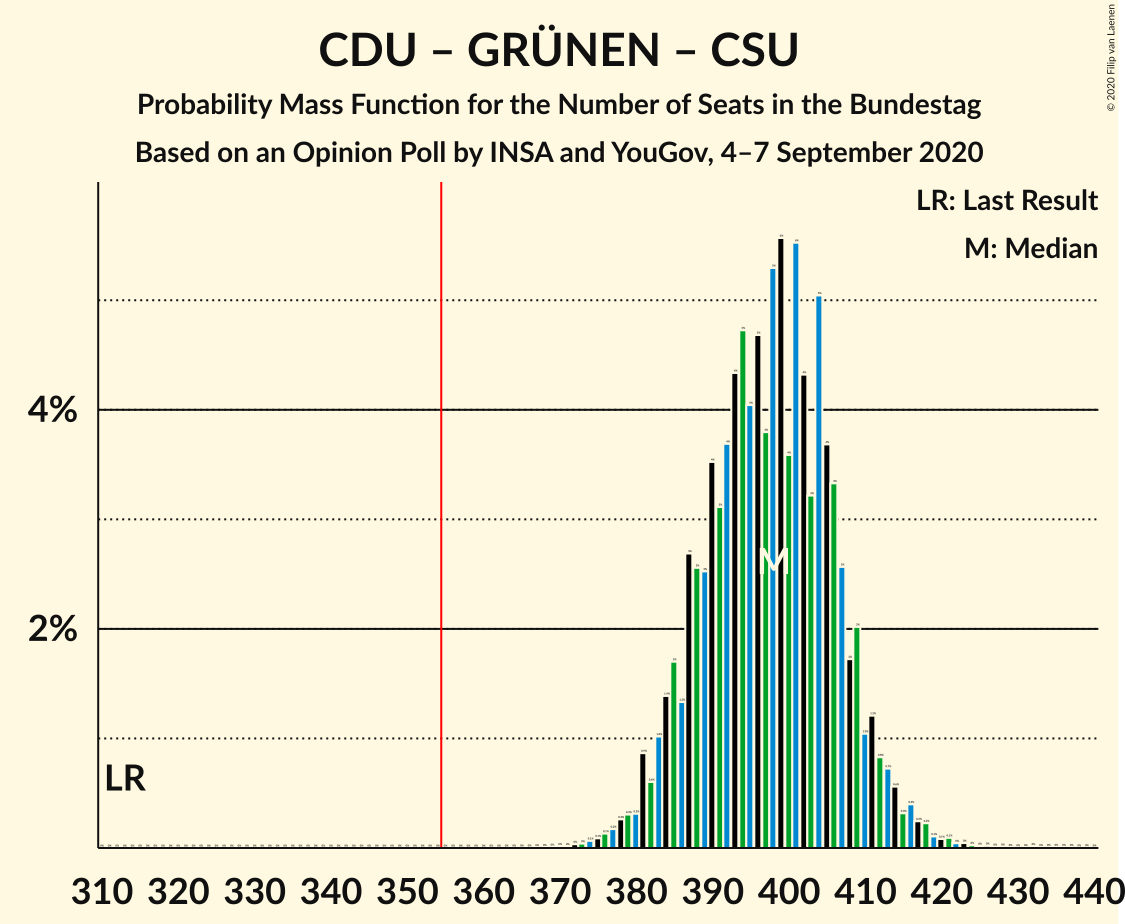 CDU – GRÜNEN – CSU
Probability Mass Function for the Number of Seats in the Bundestag
Based on an Opinion Poll by INSA and YouGov, 4–7 September 2020
© 2020 Filip van Laenen
LR: Last Result
M: Median
4%
2%
M
LR
310 320 330 340 350 360 370 380 390 400 410 420 430 440